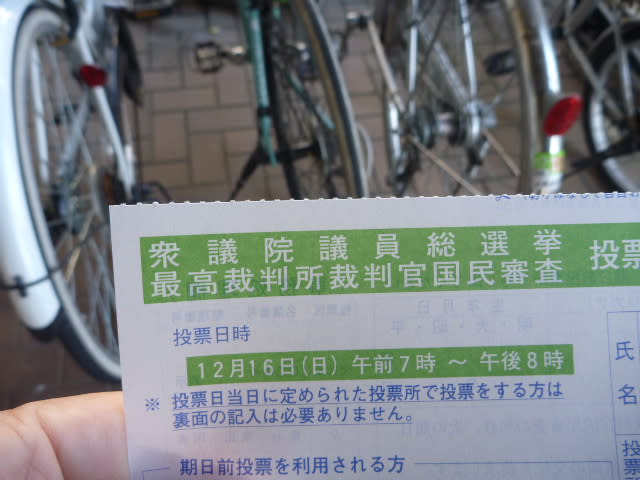 衆議院議員総選挙
最高裁判所裁判官国民審査
投票
投票日時
12月16日(日) 午前7時 ～ 午後8時
※ 投票日当日に定められた投票所で投票をする方は
裏面の記入は必要ありません。
期日前投票を利用される方
氏
名
投
票